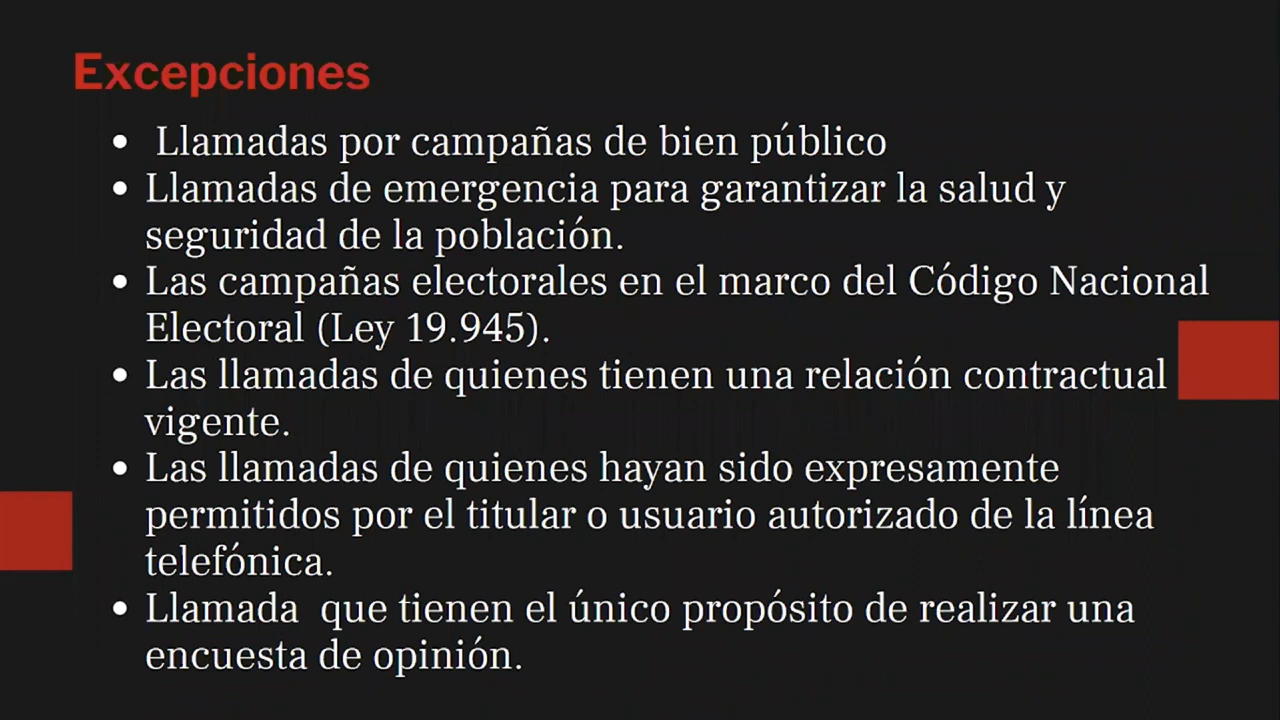 Excepciones
• Llamadas por campañas de bien público
• Llamadas de emergencia para garantizar la salud y
seguridad de la población.
• Las campañas electorales en el marco del Código Nacional
Electoral (Ley 19.945).
• Las llamadas de quienes tienen una relación contractual
vigente.
• Las llamadas de quienes hayan sido expresamente
permitidos por el titular o usuario autorizado de la línea
telefónica.
• Llamada  que tienen el único propósito de realizar una
encuesta de opinión.